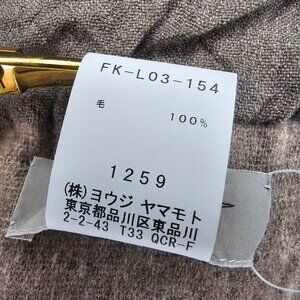 FK-L03-154
毛 100%
1259
(株)ヨウジ ヤマモト
東京都品川区東品川
2-2-43 T33 QCR-F